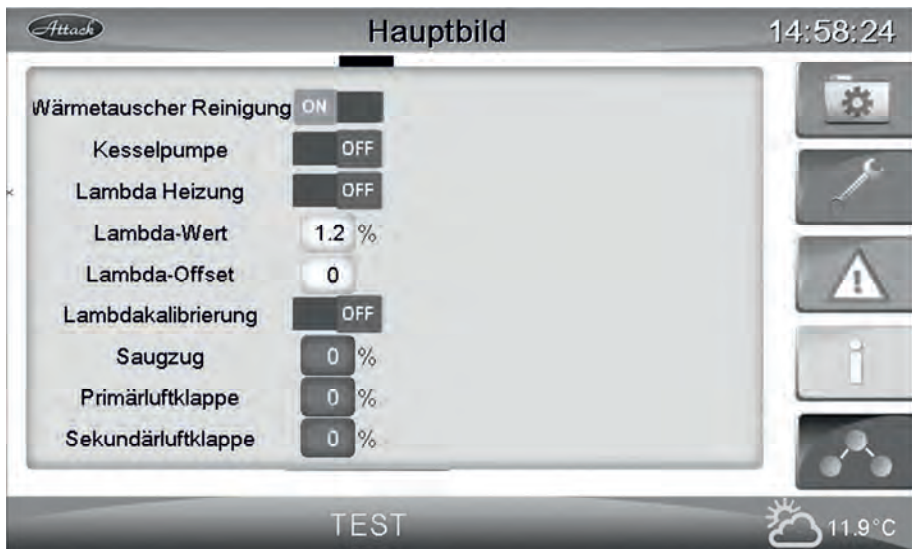 Attack Hauptbild 14:58:24
Wärmetauscher Reinigung ON
Kesselpumpe OFF
Lambda Heizung OFF
Lambda-Wert 1.2 %
Lambda-Offset 0
Lambdakalibrierung OFF
Saugzug 0 %
Primärluftklappe 0 %
Sekundärluftklappe 0 %
TEST 11.9°C